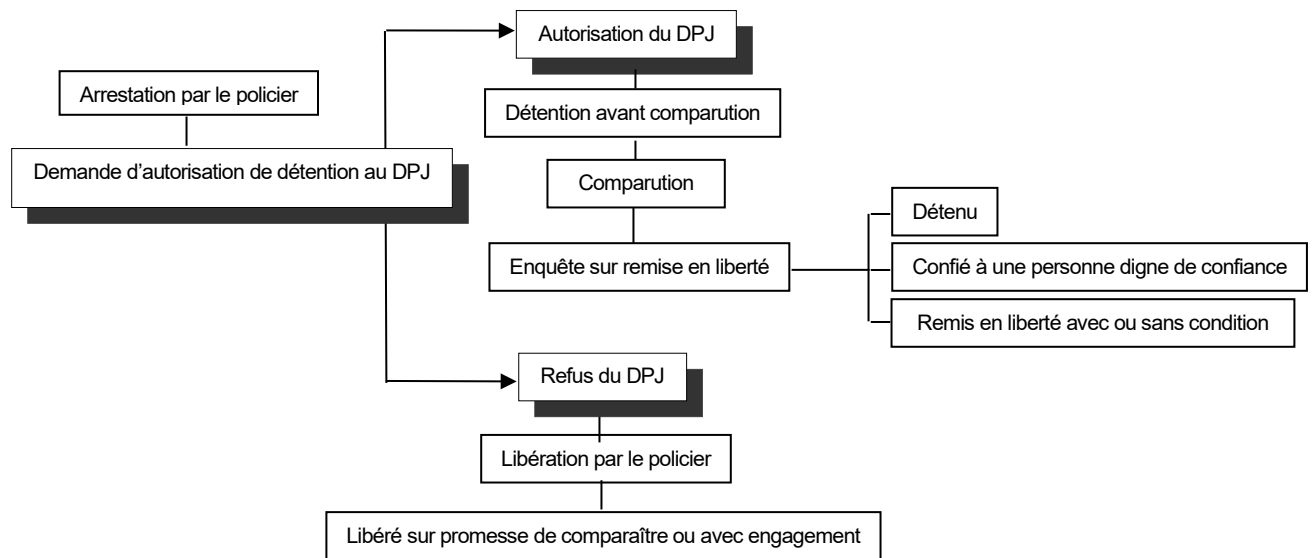 Autorisation du DPJ
Arrestation par le policier
Détention avant comparution
Demande d'autorisation de détention au DPJ
Comparution
Détenu
Enquête sur remise en liberté
Confié à une personne digne de confiance
Remis en liberté avec ou sans condition
Refus du DPJ
Libération par le policier
Libéré sur promesse de comparaître ou avec engagement